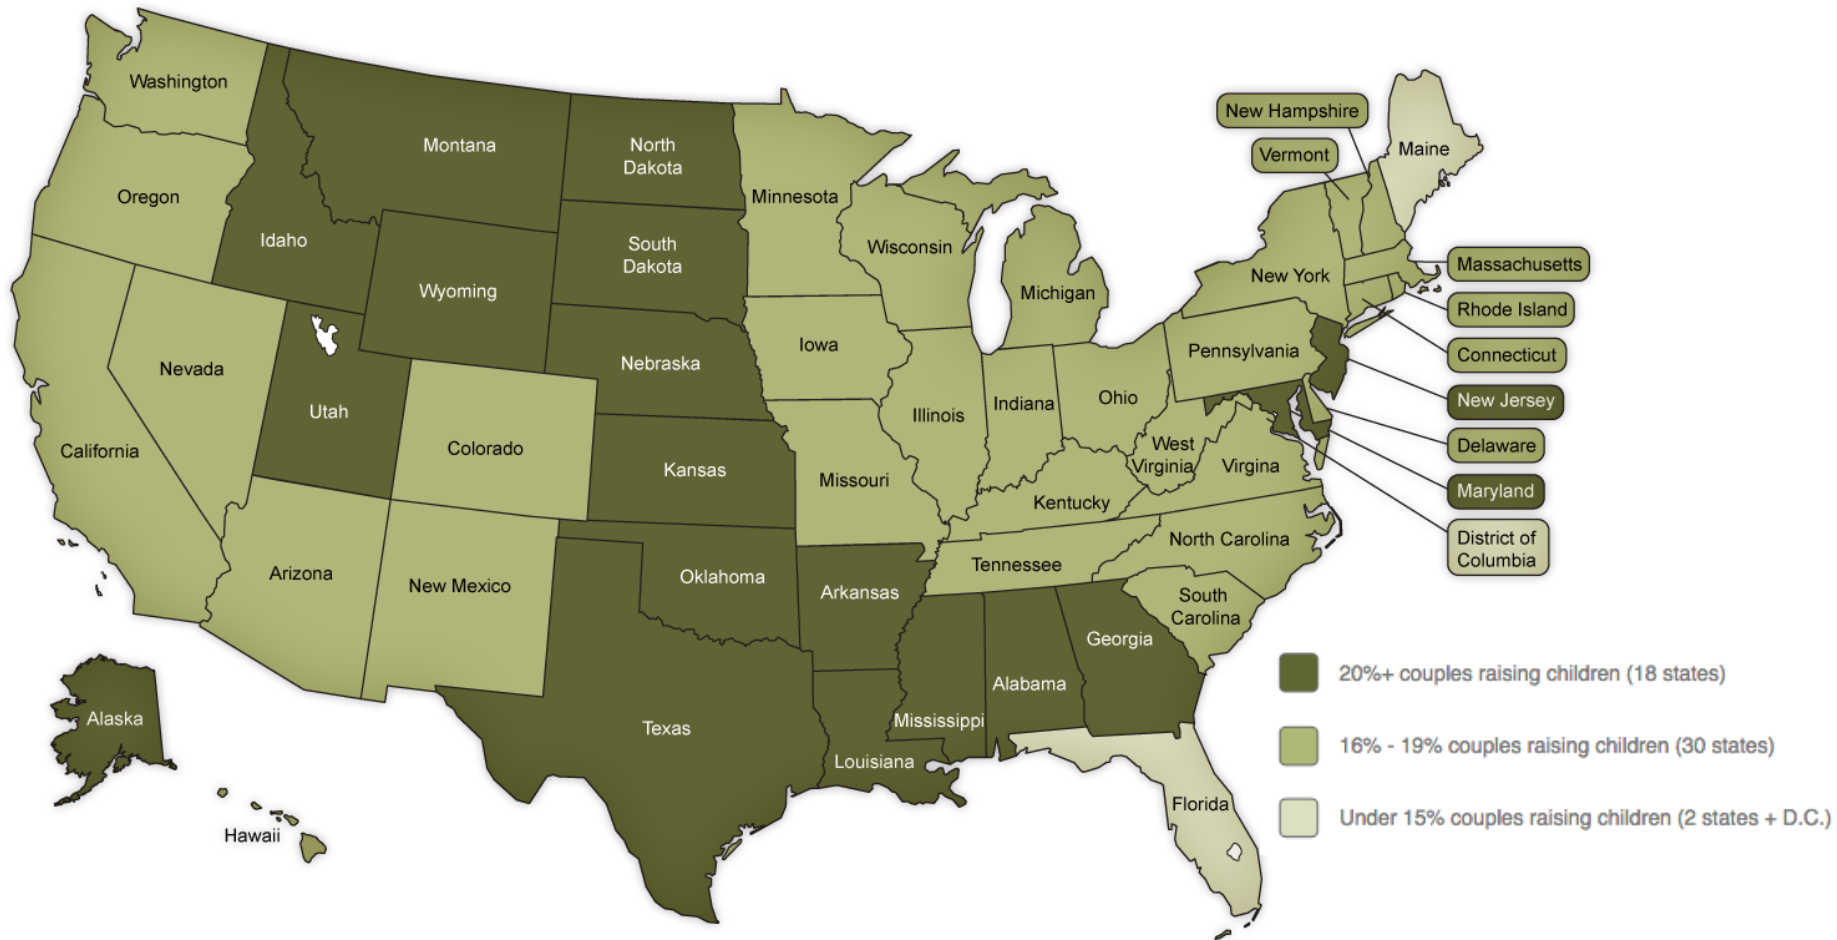 Washington
Oregon
California
Nevada
Idaho
Montana
Wyoming
Utah
Colorado
Arizona
New Mexico
North
Dakota
South
Dakota
Nebraska
Kansas
Oklahoma
Texas
Minnesota
Iowa
Missouri
Arkansas
Louisiana
Wisconsin
Illinois
Michigan
Indiana
Ohio
Kentucky
Tennessee
Mississippi
Alabama
Georgia
Florida
South
Carolina
North Carolina
Virgina
West
Virginia
Pennsylvania
New York
Maine
New Hampshire
Vermont
Massachusetts
Rhode Island
Connecticut
New Jersey
Delaware
Maryland
District of
Columbia
Alaska
Hawaii
20%+ couples raising children (18 states)
16% - 19% couples raising children (30 states)
Under 15% couples raising children (2 states + D.C.)